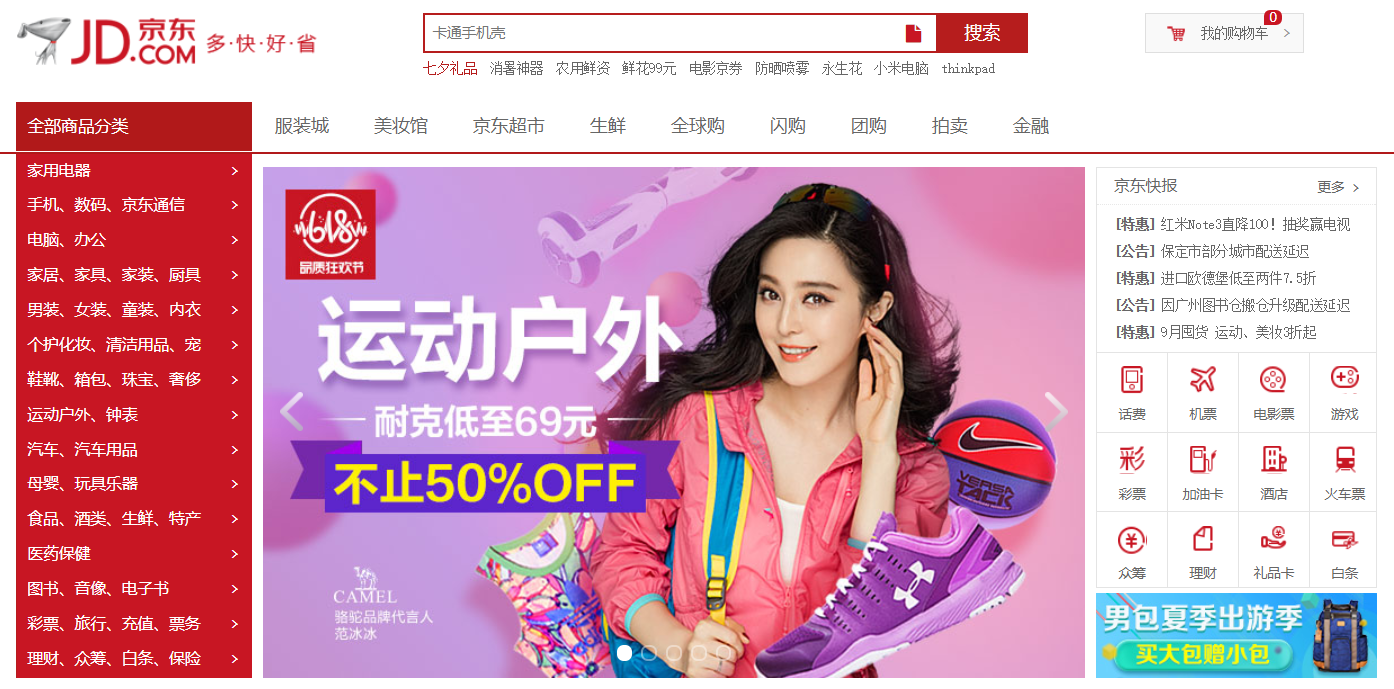 JD.COM 京东
多·快·好·省
卡通手机壳
搜索
0
我的购物车 >
七夕礼品 消暑神器 农用鲜资 鲜花99元 电影京券 防晒喷雾 永生花 小米电脑 thinkpad
全部商品分类
服装城 美妆馆 京东超市 生鲜 全球购 闪购 团购 拍卖 金融
家用电器 >
手机、数码、京东通信 >
电脑、办公 >
家居、家具、家装、厨具 >
男装、女装、童装、内衣 >
个护化妆、清洁用品、宠 >
鞋靴、箱包、珠宝、奢侈 >
运动户外、钟表 >
汽车、汽车用品 >
母婴、玩具乐器 >
食品、酒类、生鲜、特产 >
医药保健 >
图书、音像、电子书 >
彩票、旅行、充值、票务 >
理财、众筹、白条、保险 >
618
品质狂欢节
运动户外
耐克低至69元
不止50%OFF
VERSA
TACK
CAMEL
骆驼品牌代言人
范冰冰
京东快报
更多 >
[特惠] 红米Note3直降100！抽奖赢电视
[公告] 保定市部分城市配送延迟
[特惠] 进口欧德堡低至两件7.5折
[公告] 因广州图书仓搬仓升级配送延迟
[特惠] 9月囤货 运动、美妆3折起
话费 机票 电影票 游戏
彩
彩票 加油卡 酒店 火车票
¥
众筹 理财 礼品卡 白条
男包夏季出游季
买大包赠小包